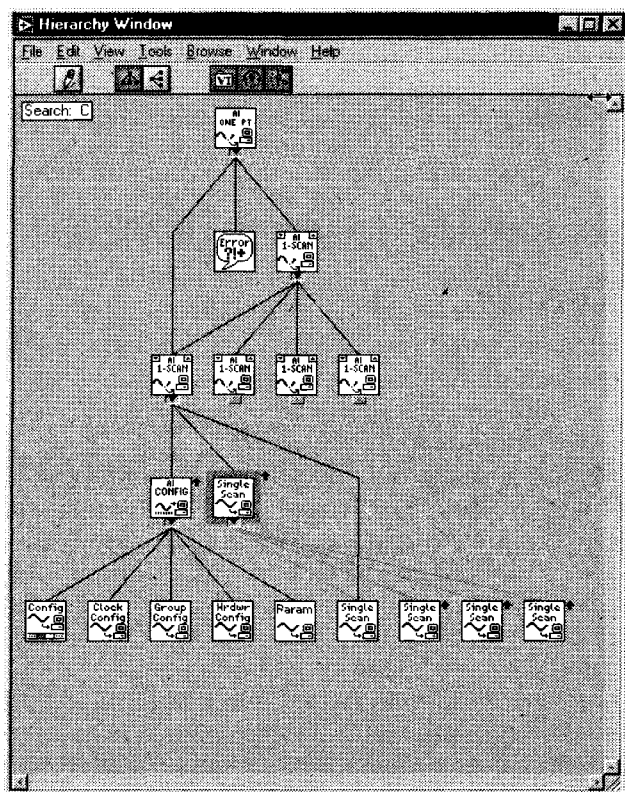 Hierarchy Window
File Edit View Tools Browse Window Help
VI
Search: C
AI ONE PT
Error ?!+
AI 1-SCAN
AI 1-SCAN
AI 1-SCAN
AI 1-SCAN
AI 1-SCAN
AI CONFIG
Single Scan
Config
Clock Config
Group Config
Hrdwr Config
Param
Single Scan
Single Scan
Single Scan
Single Scan